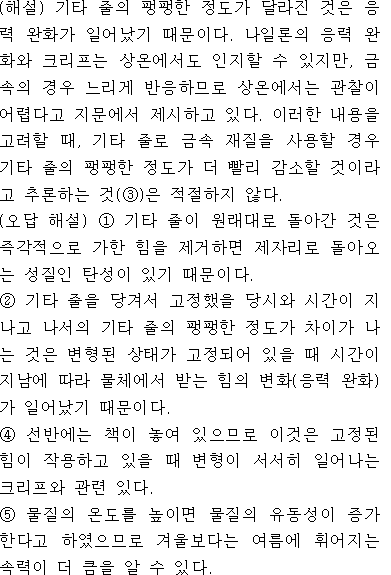 (해설) 기타 줄의 팽팽한 정도가 달라진 것은 응
력 완화가 일어났기 때문이다. 나일론의 응력 완
화와 크리프는 상온에서도 인지할 수 있지만, 금
속의 경우 느리게 반응하므로 상온에서는 관찰이
어렵다고 지문에서 제시하고 있다. 이러한 내용을
고려할 때, 기타 줄로 금속 재질을 사용할 경우
기타 줄의 팽팽한 정도가 더 빨리 감소할 것이라
고 추론하는 것(③)은 적절하지 않다.
(오답 해설) ① 기타 줄이 원래대로 돌아간 것은
즉각적으로 가한 힘을 제거하면 제자리로 돌아오
는 성질인 탄성이 있기 때문이다.
② 기타 줄을 당겨서 고정했을 당시와 시간이 지
나고 나서의 기타 줄의 팽팽한 정도가 차이가 나
는 것은 변형된 상태가 고정되어 있을 때 시간이
지남에 따라 물체에서 받는 힘의 변화(응력 완화)
가 일어났기 때문이다.
④ 선반에는 책이 놓여 있으므로 이것은 고정된
힘이 작용하고 있을 때 변형이 서서히 일어나는
크리프와 관련 있다.
⑤ 물질의 온도를 높이면 물질의 유동성이 증가
한다고 하였으므로 겨울보다는 여름에 휘어지는
속력이 더 큼을 알 수 있다.